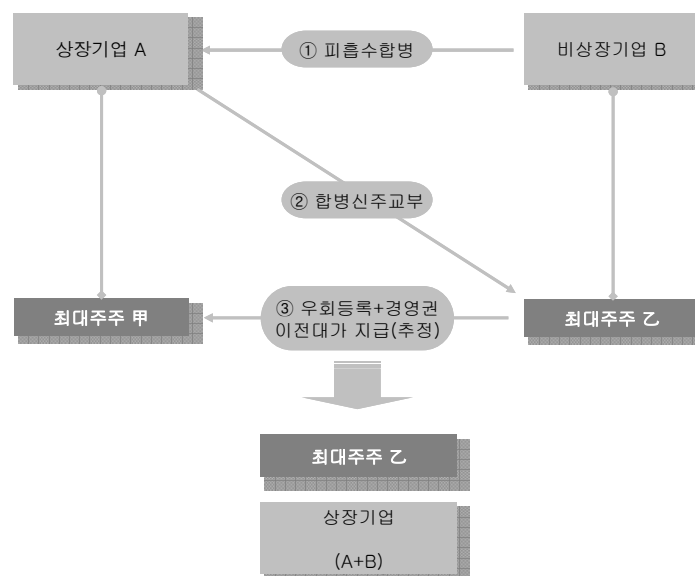 상장기업 A
① 피흡수합병
비상장기업 B
② 합병신주교부
최대주주 甲
③ 우회등록+경영권
이전대가 지급(추정)
최대주주 乙
최대주주 乙
상장기업
(A+B)